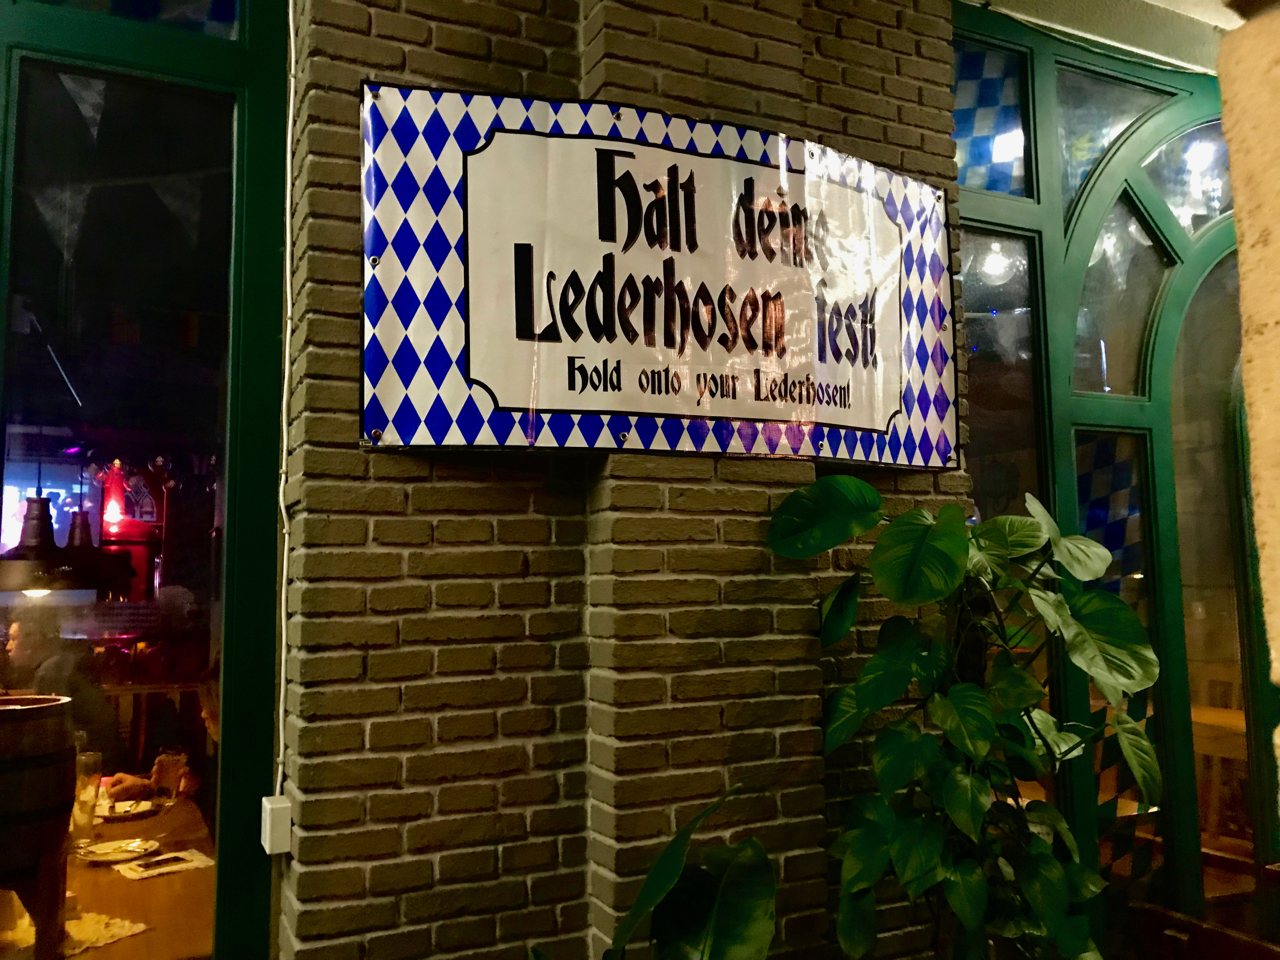 Halt deine
Lederhosen fest!
Hold onto your Lederhosen!